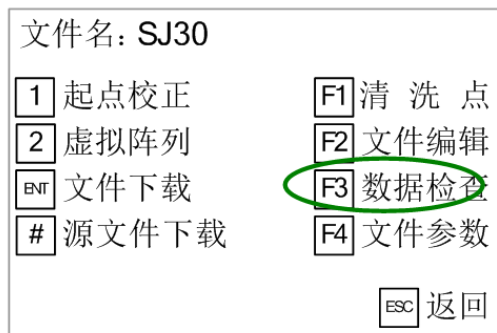 文件名: SJ30
1 起点校正 F1 清 洗 点
2 虚拟阵列 F2 文件编辑
ENT 文件下载 F3 数据检查
# 源文件下载 F4 文件参数
ESC 返回